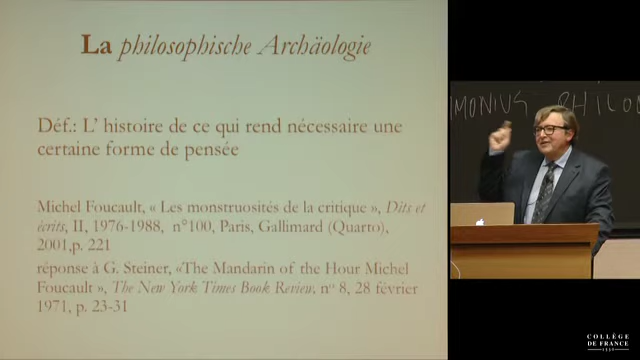 La philosophische Archäologie
Déf.: L’ histoire de ce qui rend nécessaire une
certaine forme de pensée
Michel Foucault, « Les monstruosités de la critique », Dits et
écrits, II, 1976-1988, n°100, Paris, Gallimard (Quarto),
2001,p. 221
réponse à G. Steiner, «The Mandarin of the Hour Michel
Foucault », The New York Times Book Review, nº 8, 28 février
1971, p. 23-31
MONIUS PHILO
COLLÈGE
DE FRANCE
1530